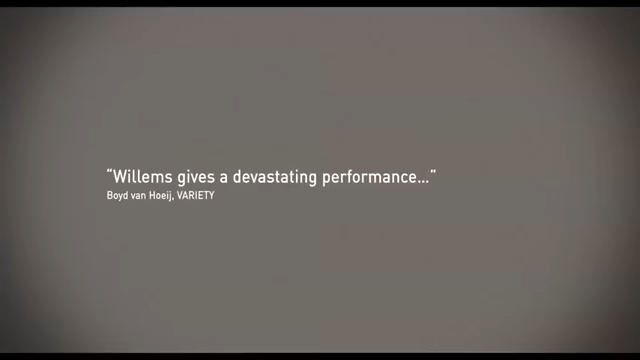 “Willems gives a devastating performance...”
Boyd van Hoeij, VARIETY